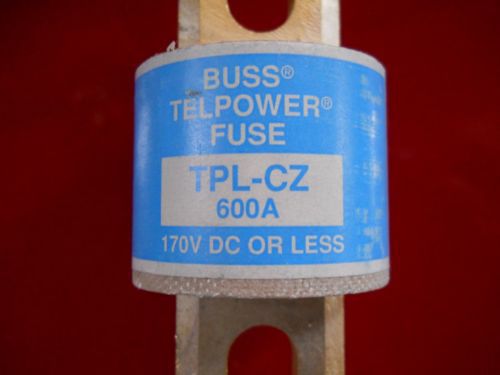 BUSS®
TELPOWER®
FUSE
TPL-CZ
600A
170V DC OR LESS